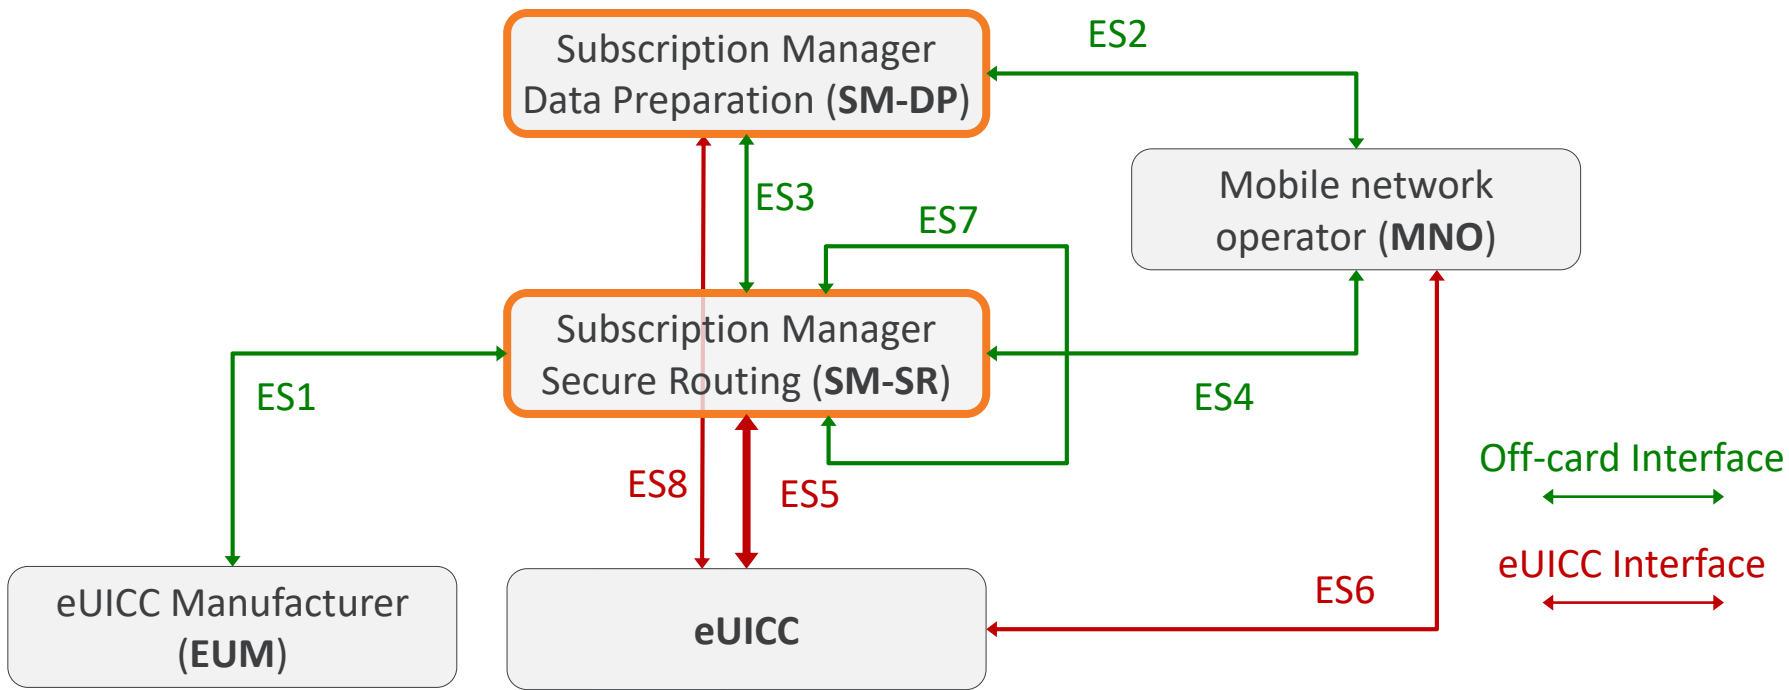 Subscription Manager
Data Preparation (SM-DP)
ES2
Mobile network
operator (MNO)
ES3
ES7
Subscription Manager
Secure Routing (SM-SR)
ES1
ES4
ES8
ES5
Off-card Interface
eUICC Interface
ES6
eUICC Manufacturer
(EUM)
eUICC